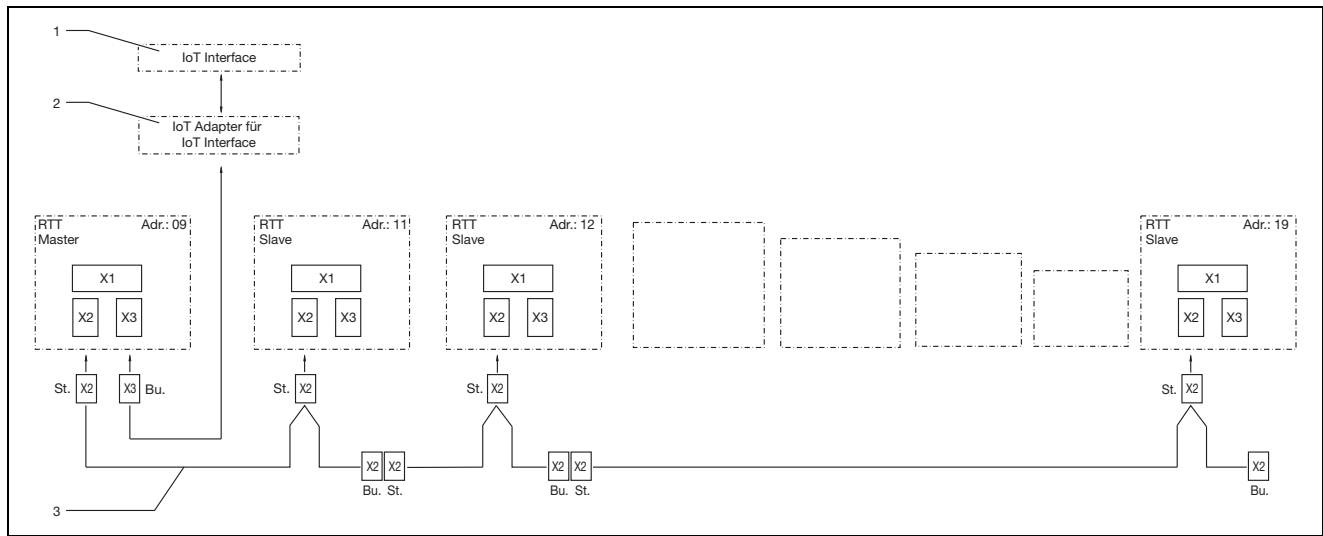 1
IoT Interface
2
IoT Adapter für
IoT Interface
RTT Adr.: 09
Master
X1
X2 X3
RTT Adr.: 11
Slave
X1
X2 X3
RTT Adr.: 12
Slave
X1
X2 X3
RTT Adr.: 19
Slave
X1
X2 X3
St. X2 X3 Bu.
St. X2
St. X2
St. X2
X2 X2
Bu. St.
X2 X2
Bu. St.
X2
Bu.
3